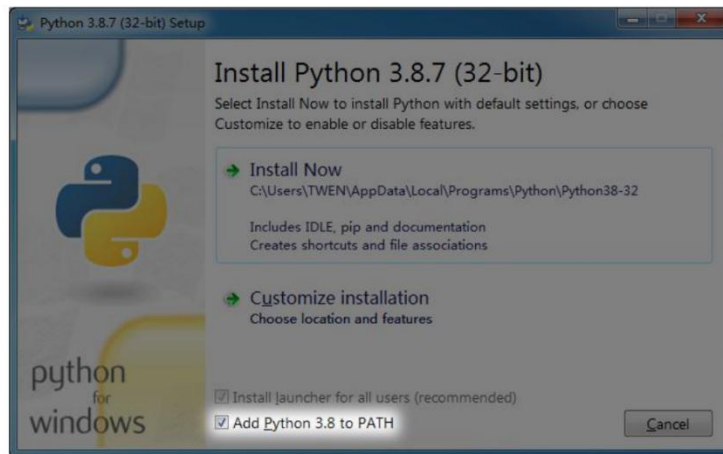 Python 3.8.7 (32-bit) Setup
Install Python 3.8.7 (32-bit)
Select Install Now to install Python with default settings, or choose
Customize to enable or disable features.
Install Now
C:\Users\TWEN\AppData\Local\Programs\Python\Python38-32
Includes IDLE, pip and documentation
Creates shortcuts and file associations
Customize installation
Choose location and features
python
for
windows
Install launcher for all users (recommended)
Add Python 3.8 to PATH
Cancel